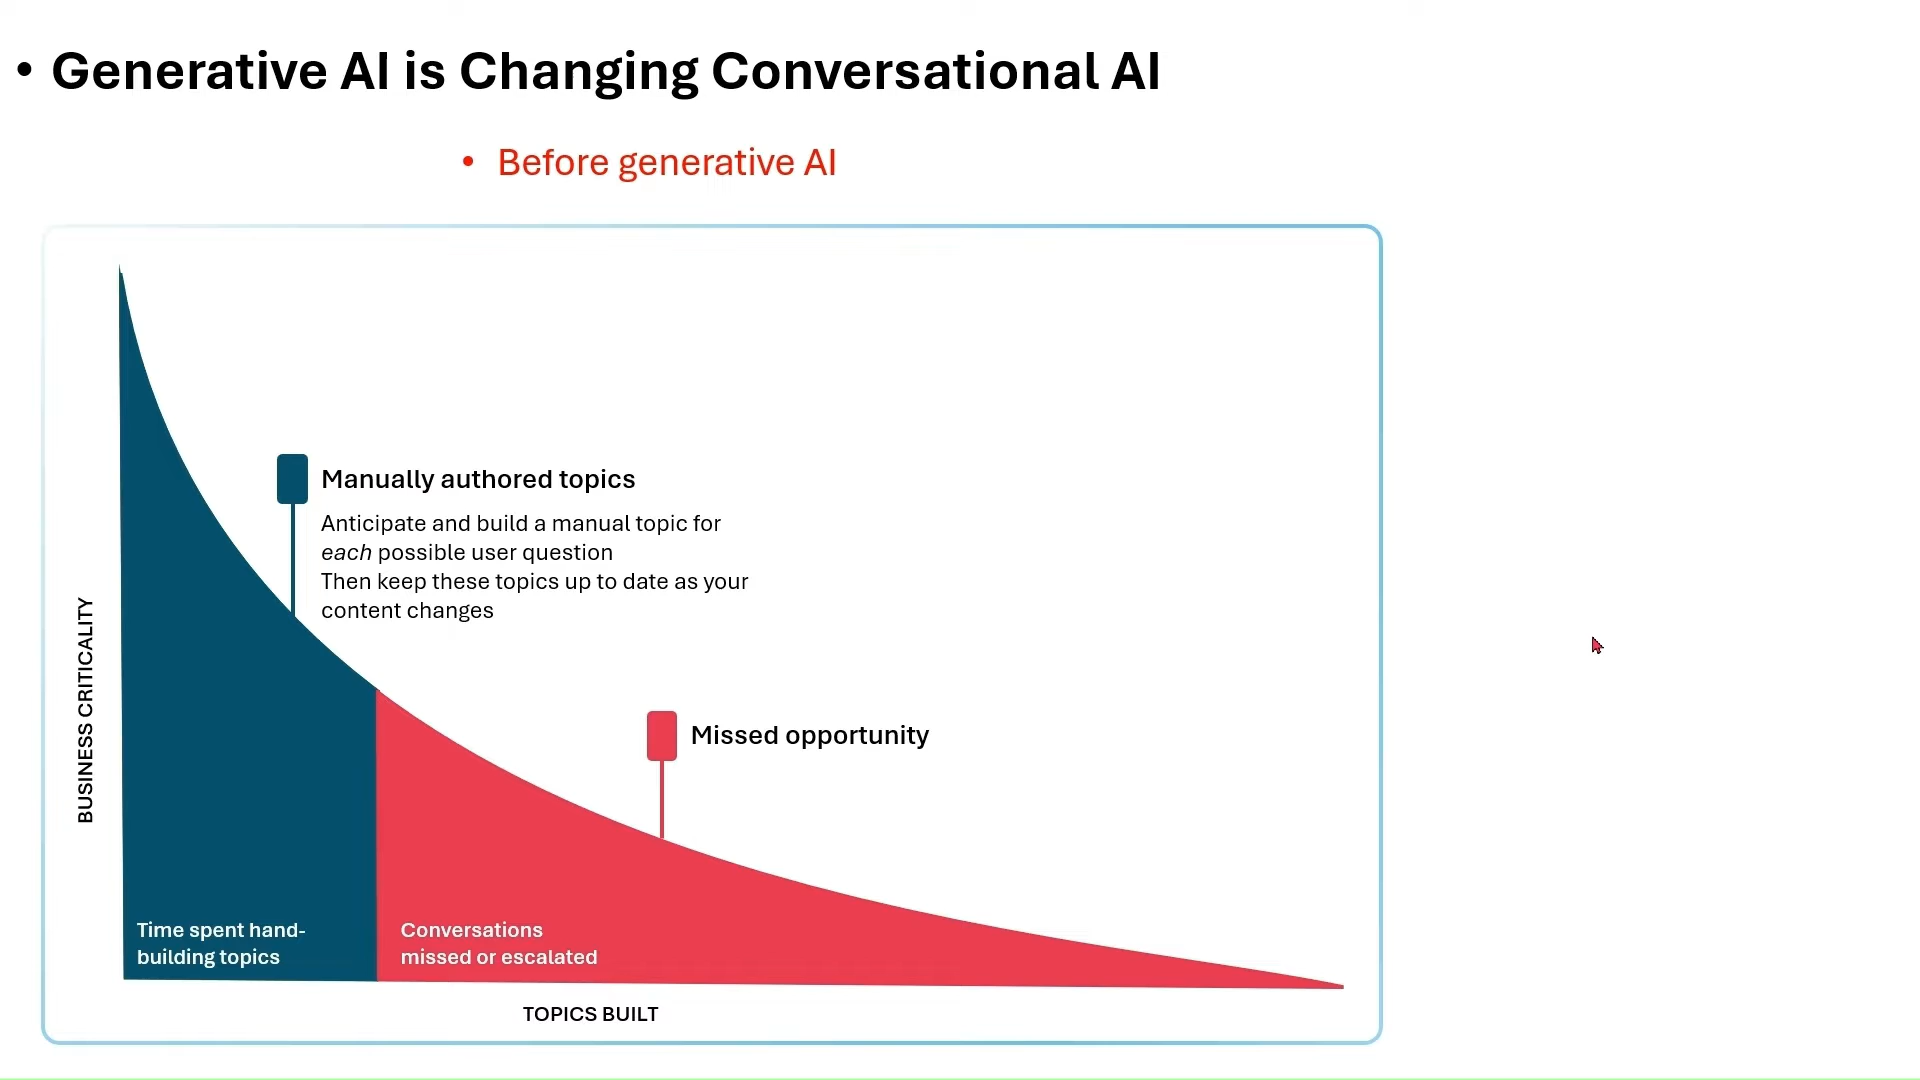 • Generative AI is Changing Conversational AI
• Before generative AI
Manually authored topics
Anticipate and build a manual topic for
each possible user question
Then keep these topics up to date as your
content changes
BUSINESS CRITICALITY
Missed opportunity
Time spent hand-
building topics
Conversations
missed or escalated
TOPICS BUILT